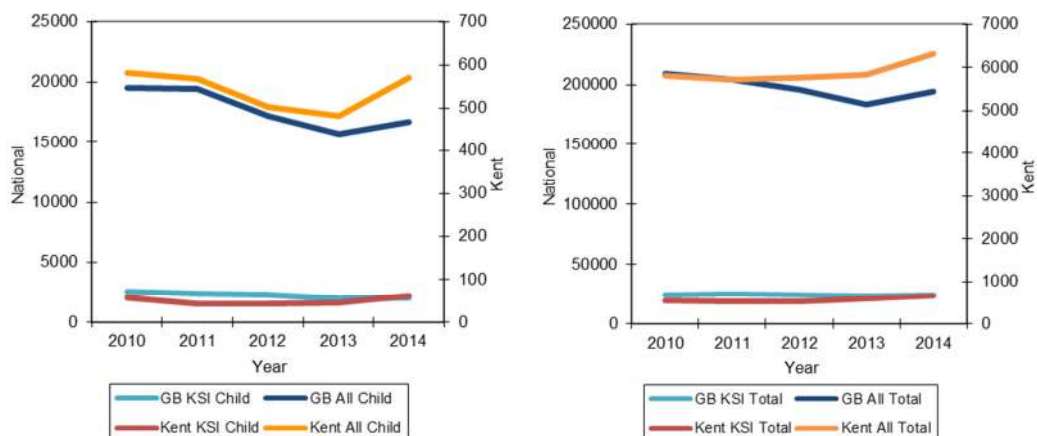 25000
20000
15000
10000
5000
0
National
700
600
500
400
300
200
100
0
Kent
2010 2011 2012 2013 2014
Year
GB KSI Child GB All Child
Kent KSI Child Kent All Child
250000
200000
150000
100000
50000
0
National
7000
6000
5000
4000
3000
2000
1000
0
Kent
2010 2011 2012 2013 2014
Year
GB KSI Total GB All Total
Kent KSI Total Kent All Total